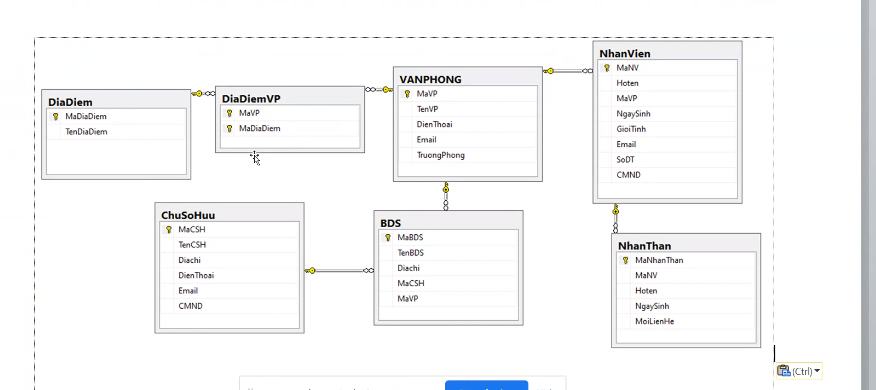 DiaDiem
MaDiaDiem
TenDiaDiem
DiaDiemVP
MaVP
MaDiaDiem
VANPHONG
MaVP
TenVP
DienThoai
Email
TruongPhong
NhanVien
MaNV
Hoten
MaVP
NgaySinh
GioiTinh
Email
SoDT
CMND
ChuSoHuu
MaCSH
TenCSH
Diachi
DienThoai
Email
CMND
BDS
MaBDS
TenBDS
Diachi
MaCSH
MaVP
NhanThan
MaNhanThan
MaNV
Hoten
NgaySinh
MoiLienHe
(Ctrl)